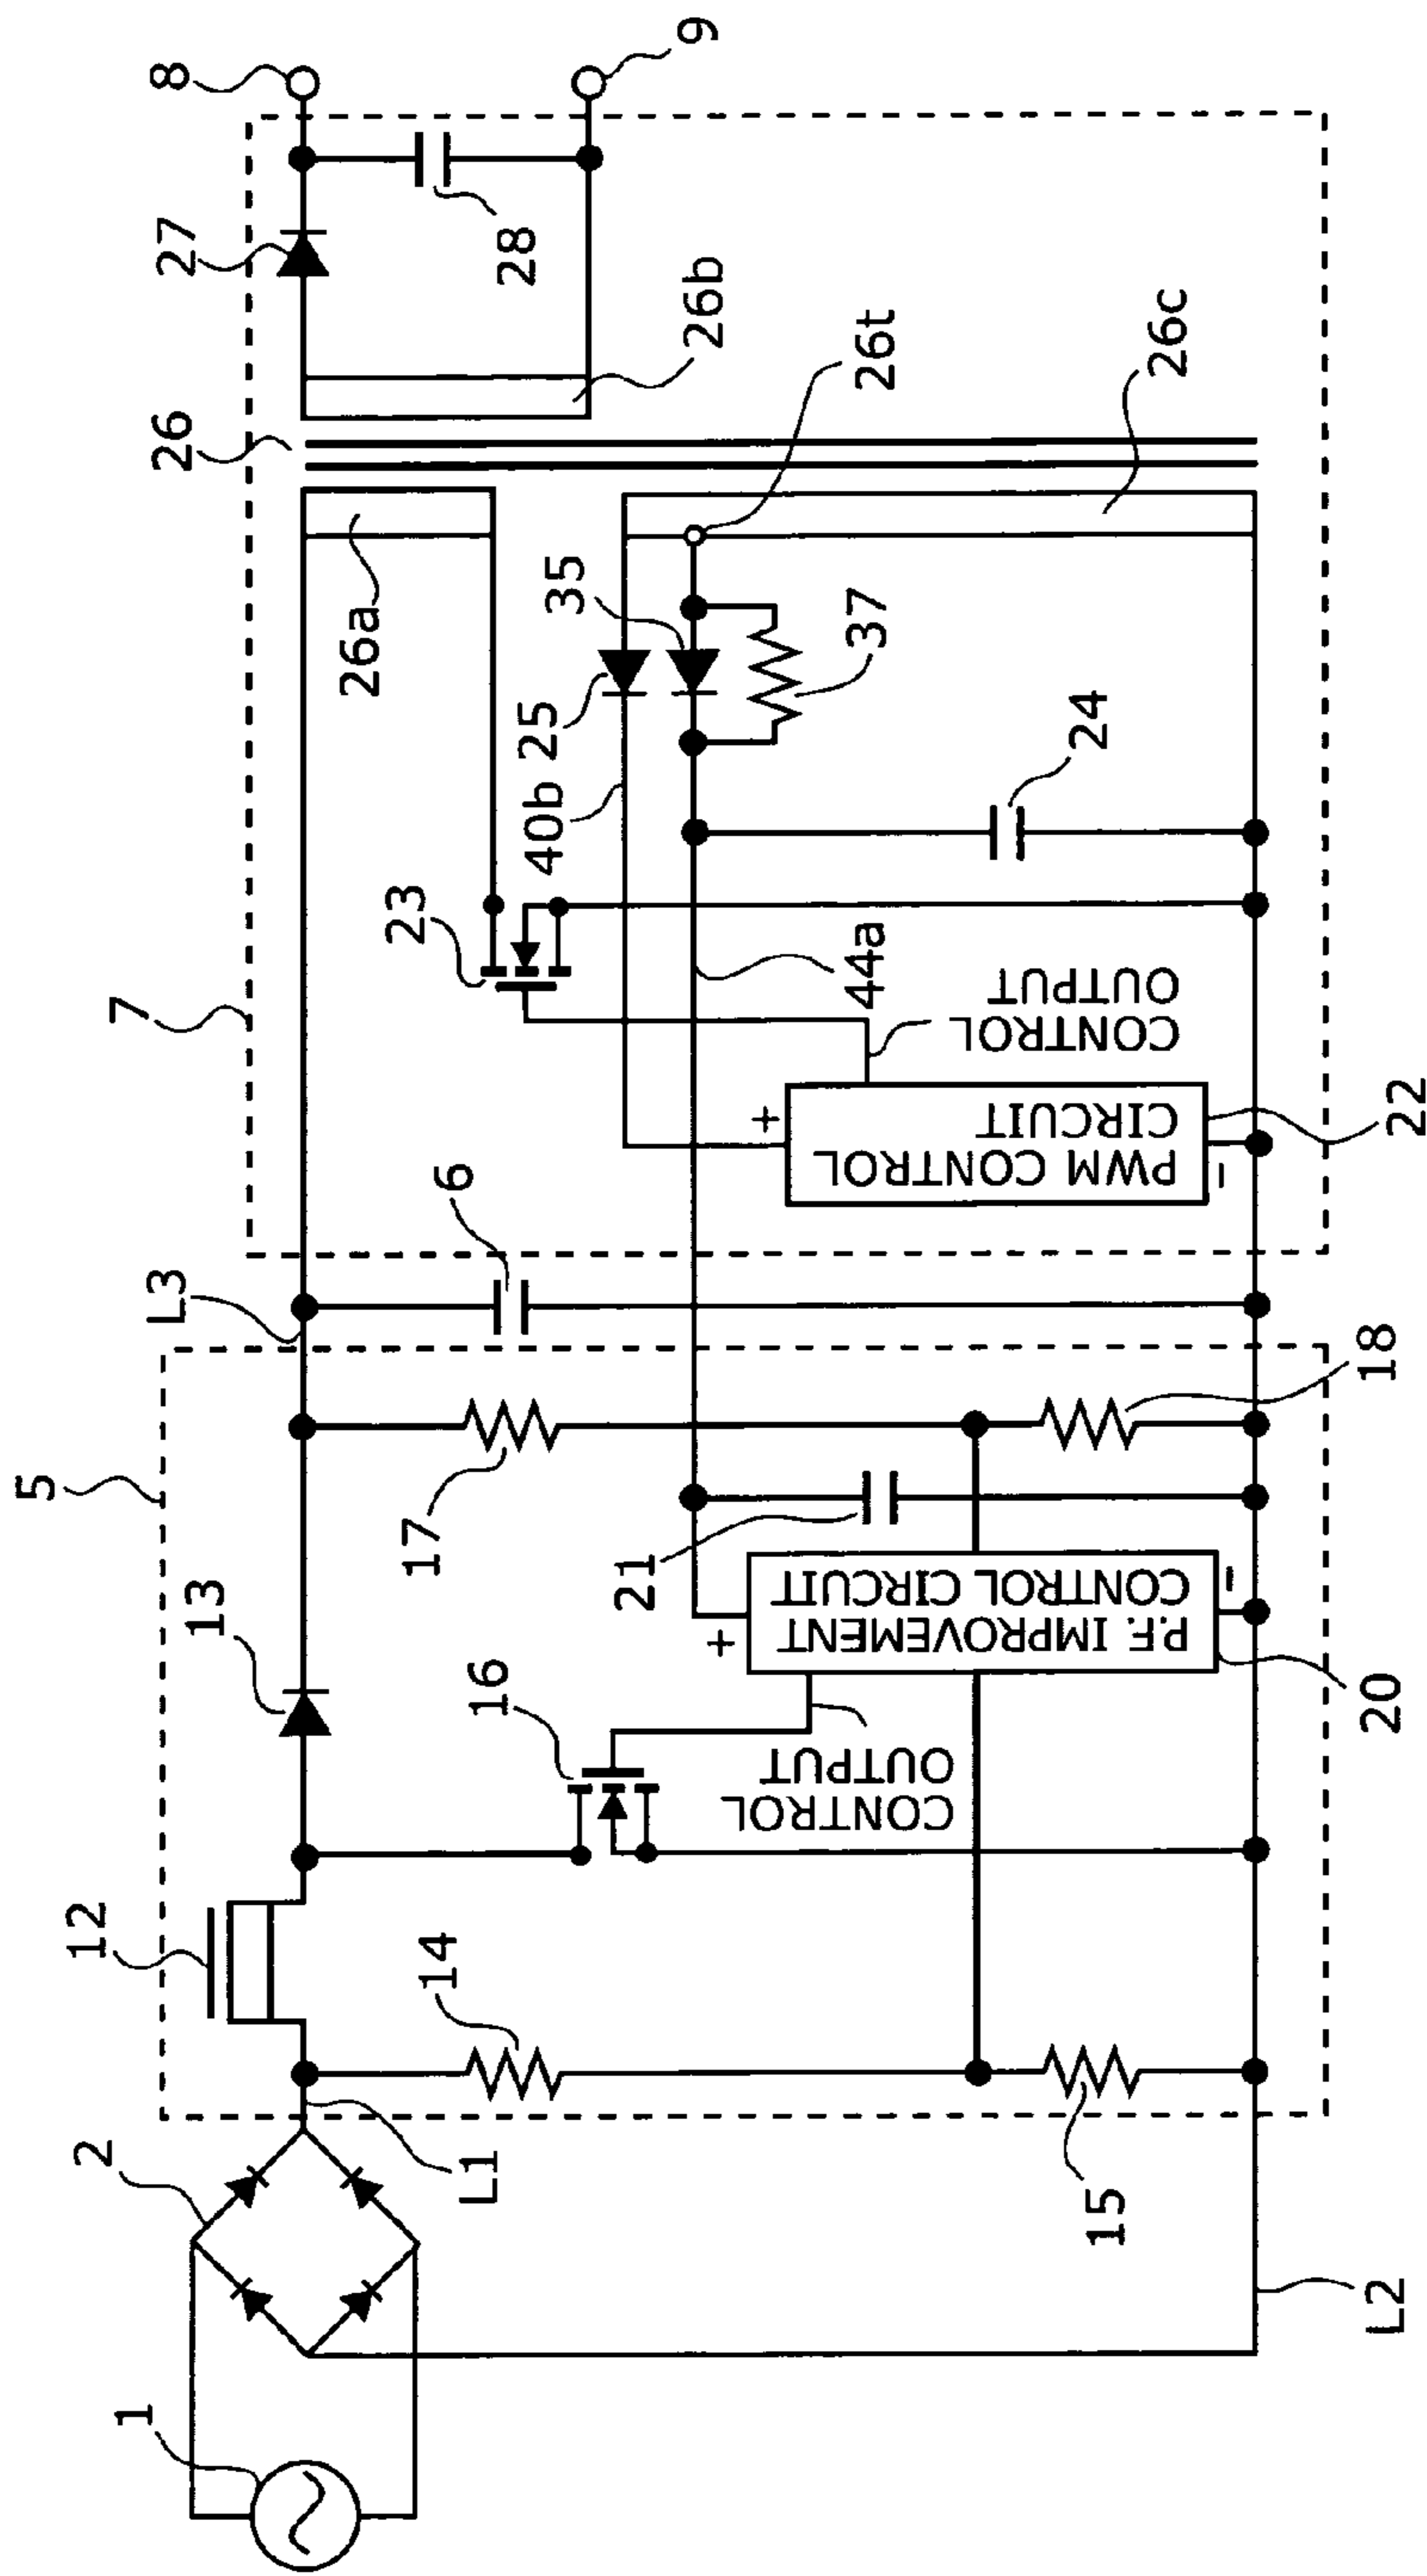 1
2
L1
L2
5
12
13
14
15
16
17
18
CONTROL
OUTPUT
P.F. IMPROVEMENT
CONTROL CIRCUIT
+
−
20
21
L3
6
7
23
PWM CONTROL
CIRCUIT
+
−
22
CONTROL
OUTPUT
44a
40b
25
35
37
24
26a
26
26b
26t
26c
27
28
8
9